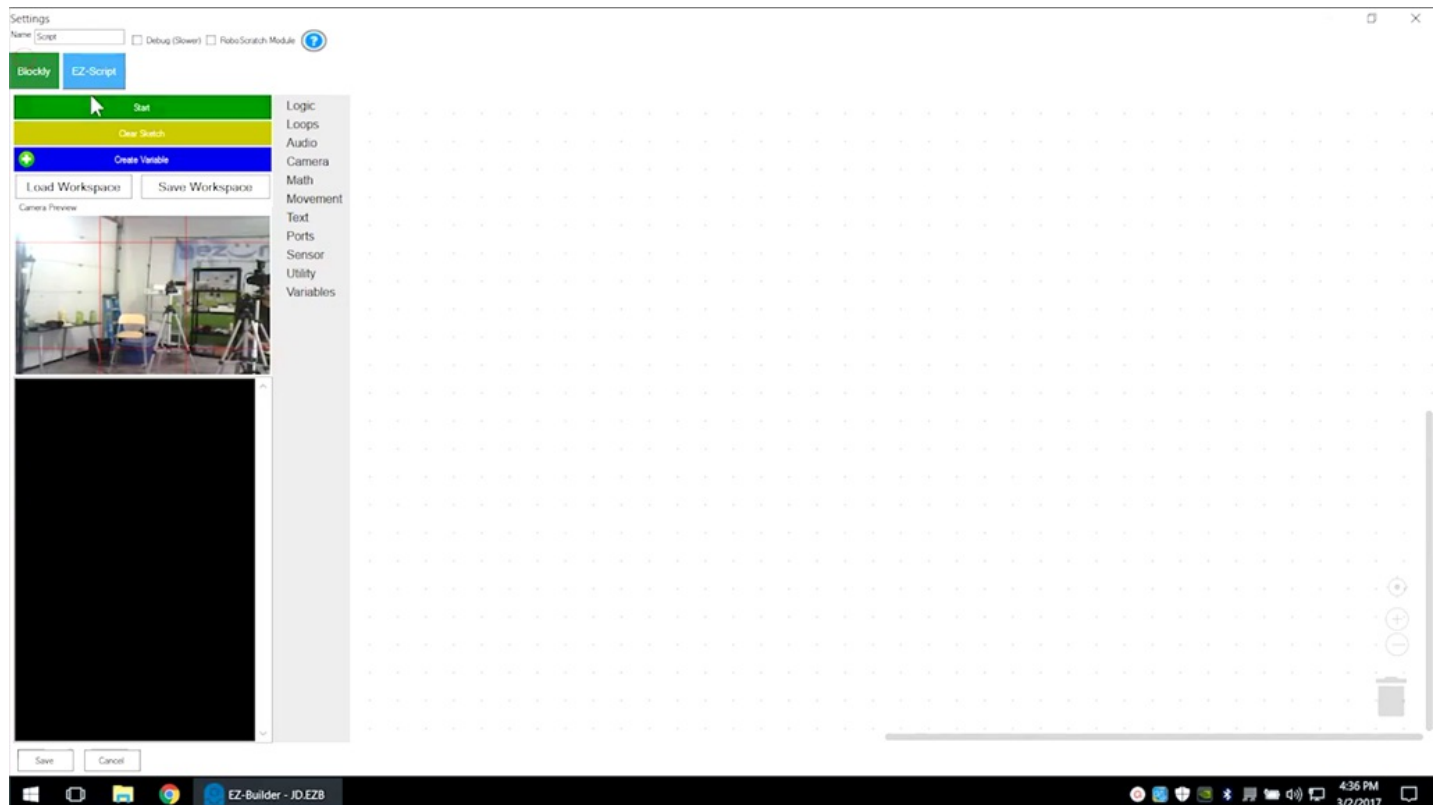 Settings
Name Script Debug (Slower) RoboScratch Module ?
Blockly EZ-Script
Start
Clear Sketch
Create Variable
Load Workspace Save Workspace
Camera Preview
Logic
Loops
Audio
Camera
Math
Movement
Text
Ports
Sensor
Utility
Variables
Save Cancel
EZ-Builder - JD.EZB
4:36 PM
3/2/2017